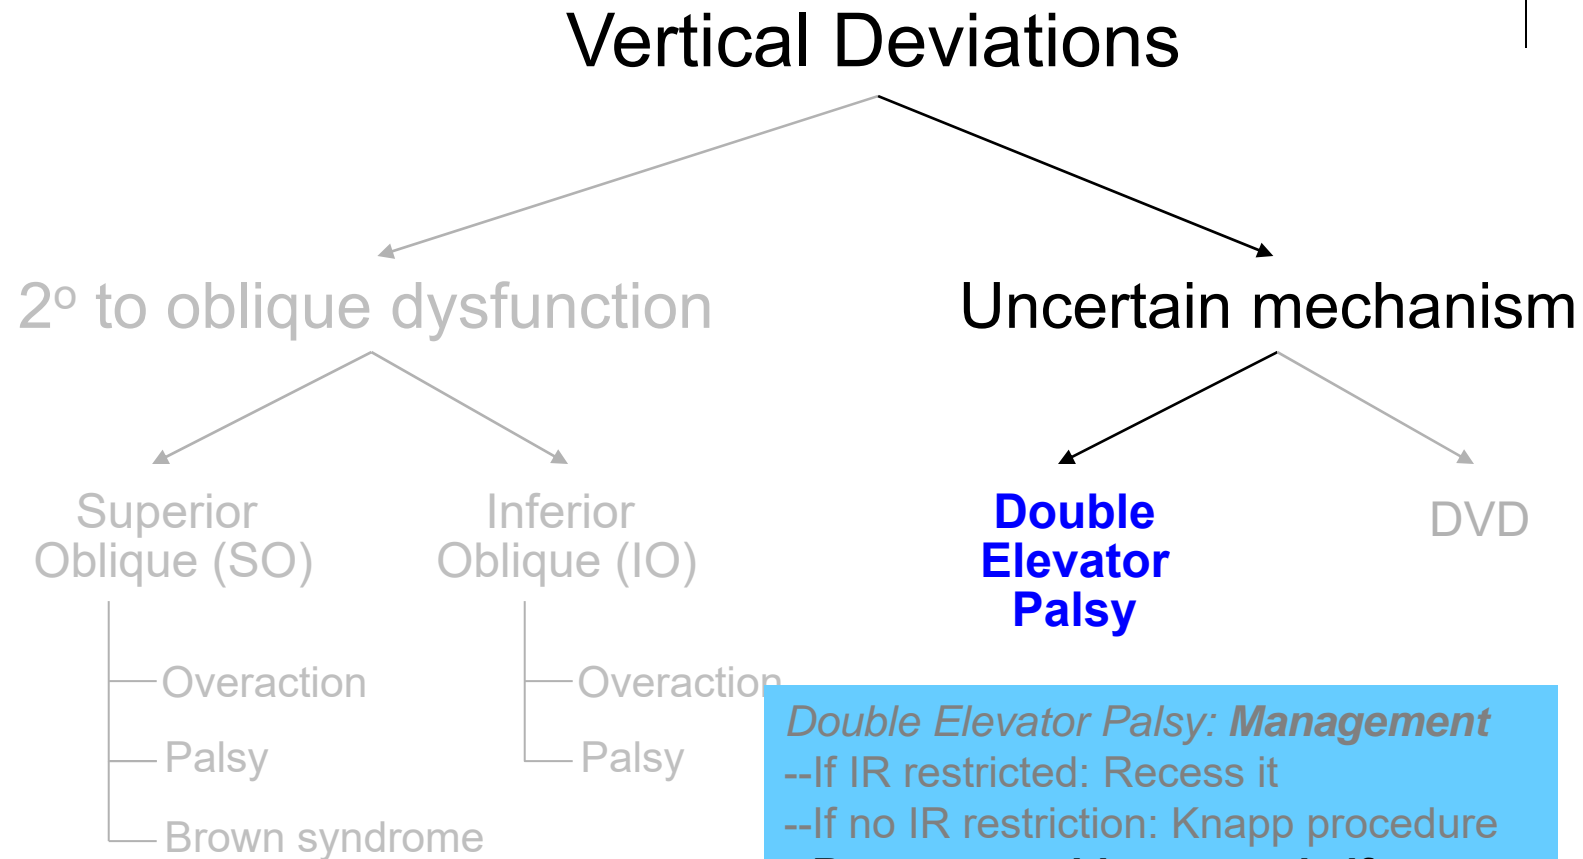 Vertical Deviations
2º to oblique dysfunction
Uncertain mechanism
Superior
Oblique (SO)
Inferior
Oblique (IO)
Double
Elevator
Palsy
DVD
Overaction
Palsy
Brown syndrome
Overaction
Palsy
Double Elevator Palsy: Management
--If IR restricted: Recess it
--If no IR restriction: Knapp procedure